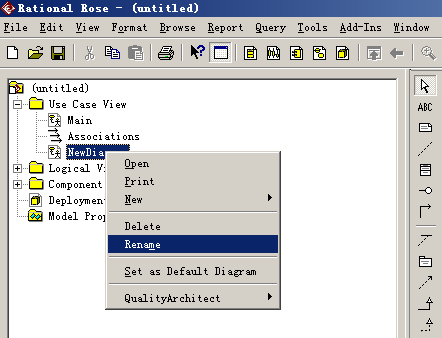 Rational Rose - (untitled)
File Edit View Format Browse Report Query Tools Add-Ins Window
(untitled)
Use Case View
Main
Associations
NewDia
Logical Vi
Component
Deployment
Model Prop
Open
Print
New
Delete
Rename
Set as Default Diagram
QualityArchitect
ABC